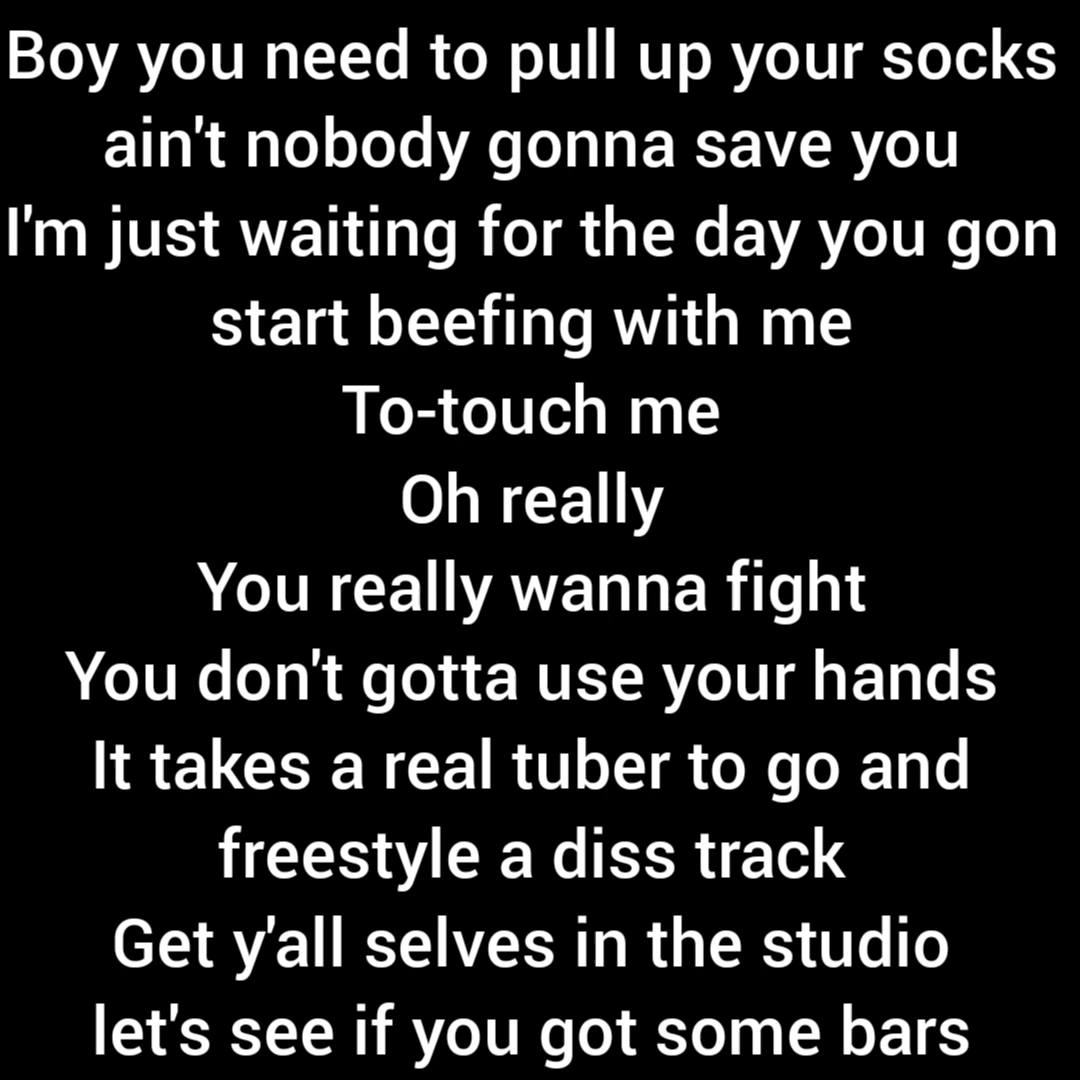 Boy you need to pull up your socks
ain't nobody gonna save you
I'm just waiting for the day you gon
start beefing with me
To-touch me
Oh really
You really wanna fight
You don't gotta use your hands
It takes a real tuber to go and
freestyle a diss track
Get y'all selves in the studio
let's see if you got some bars